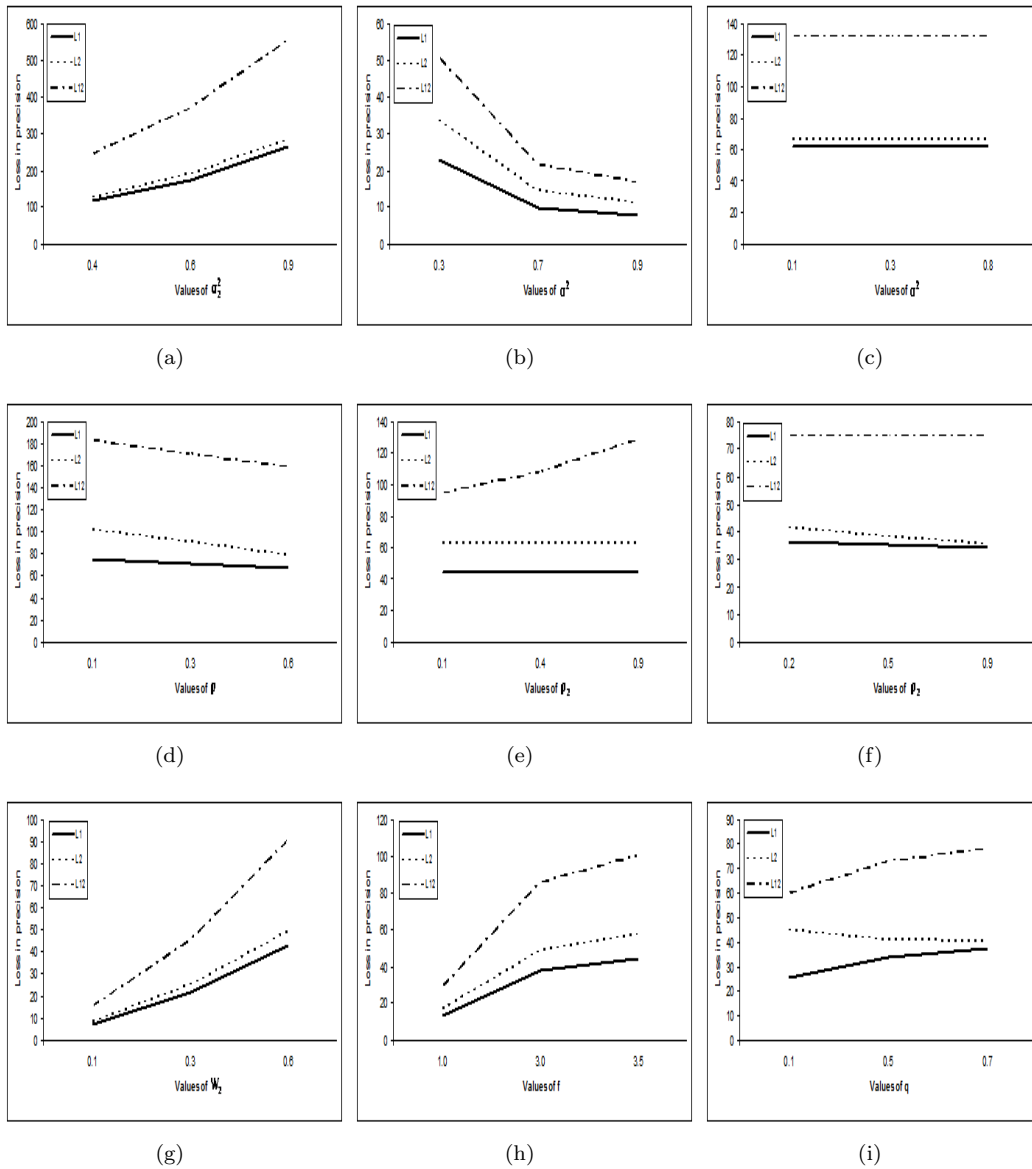 600
500
400
300
200
100
0
Loss in precision
L1
L2
L12
0.4 0.6 0.9
Values of σ₂²
(a)
60
50
40
30
20
10
0
Loss in precision
L1
L2
L12
0.3 0.7 0.9
Values of σ²
(b)
140
120
100
80
60
40
20
0
Loss in precision
L1
L2
L12
0.1 0.3 0.8
Values of σ²
(c)
200
180
160
140
120
100
80
60
40
20
0
Loss in precision
L1
L2
L12
0.1 0.3 0.6
Values of ρ
(d)
140
120
100
80
60
40
20
0
Loss in precision
L1
L2
L12
0.1 0.4 0.9
Values of ρ₂
(e)
80
70
60
50
40
30
20
10
0
Loss in precision
L1
L2
L12
0.2 0.5 0.9
Values of ρ₂
(f)
100
90
80
70
60
50
40
30
20
10
0
Loss in precision
L1
L2
L12
0.1 0.3 0.6
Values of W₂
(g)
120
100
80
60
40
20
0
Loss in precision
L1
L2
L12
1.0 3.0 3.5
Values of f
(h)
90
80
70
60
50
40
30
20
10
0
Loss in precision
L1
L2
L12
0.1 0.5 0.7
Values of q
(i)